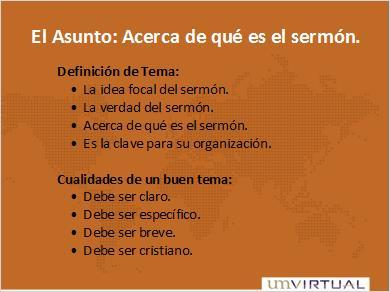 El Asunto: Acerca de qué es el sermón.
Definición de Tema:
• La idea focal del sermón.
• La verdad del sermón.
• Acerca de qué es el sermón.
• Es la clave para su organización.
Cualidades de un buen tema:
• Debe ser claro.
• Debe ser específico.
• Debe ser breve.
• Debe ser cristiano.
umVIRTUAL